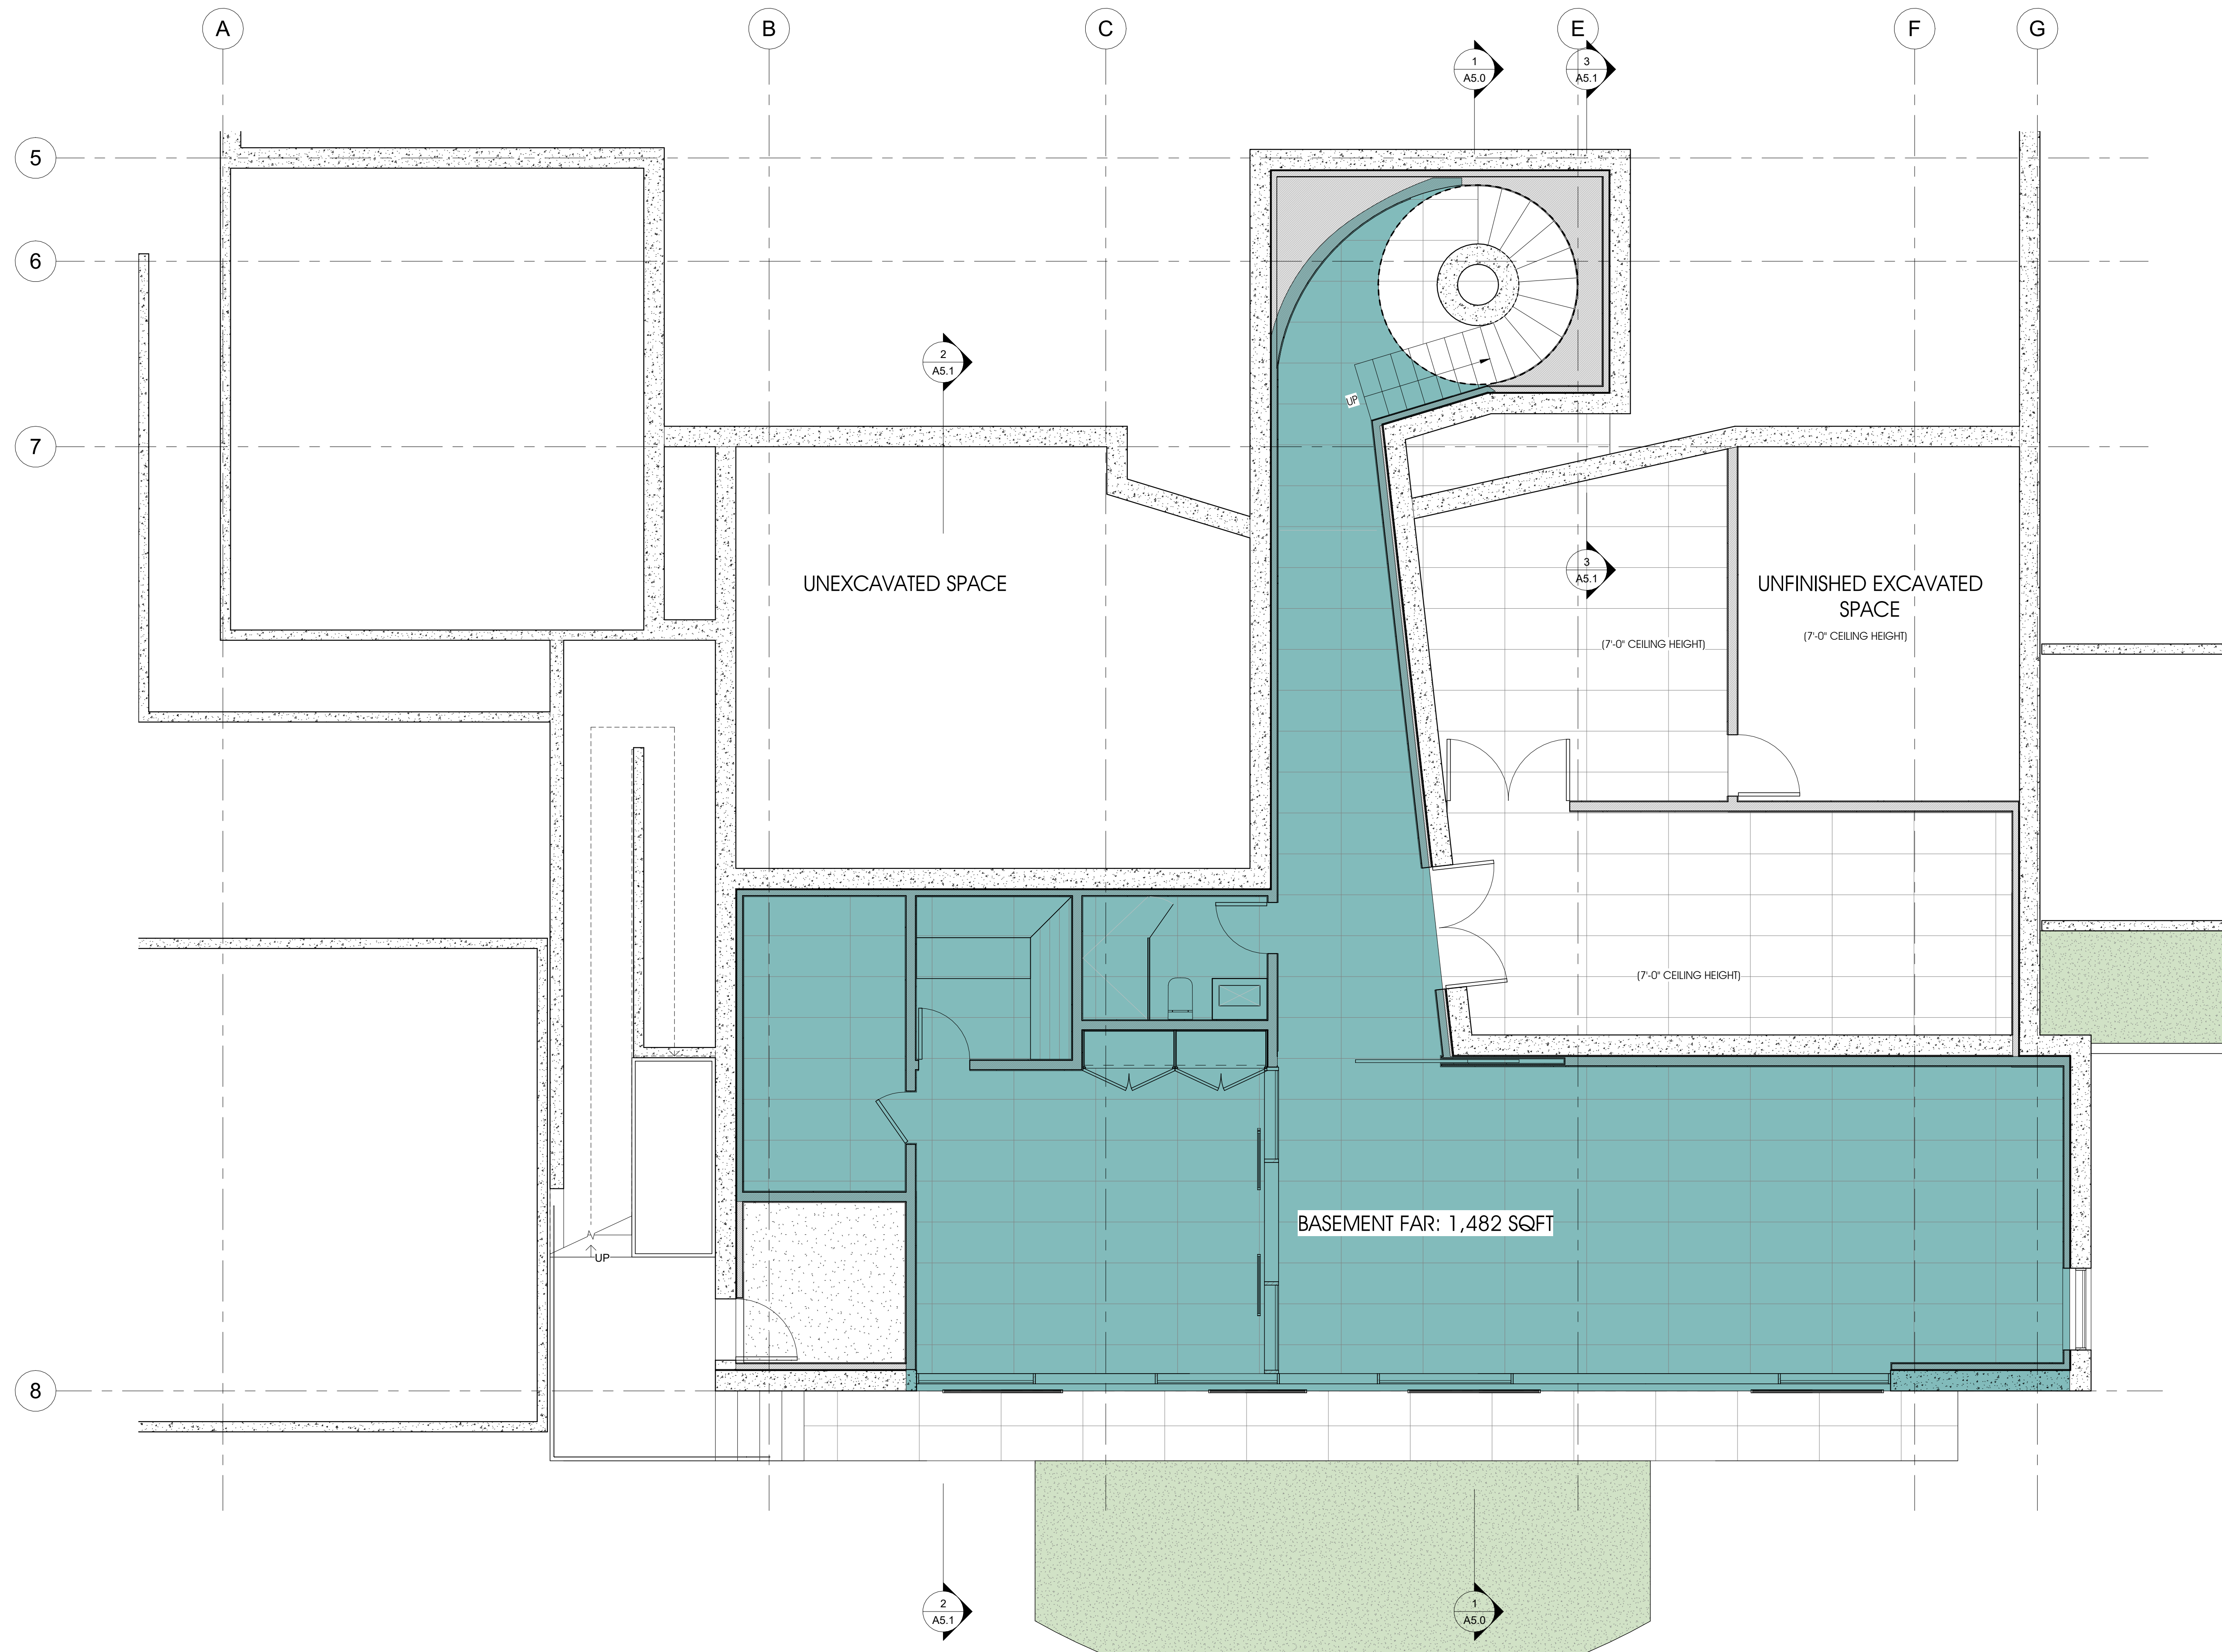 A
B
C
E
F
G
1
A5.0
3
A5.1
5
6
7
8
2
A5.1
UP
3
A5.1
UNEXCAVATED SPACE
UNFINISHED EXCAVATED
SPACE
(7'-0" CEILING HEIGHT)
(7'-0" CEILING HEIGHT)
(7'-0" CEILING HEIGHT)
BASEMENT FAR: 1,482 SQFT
UP
2
A5.1
1
A5.0